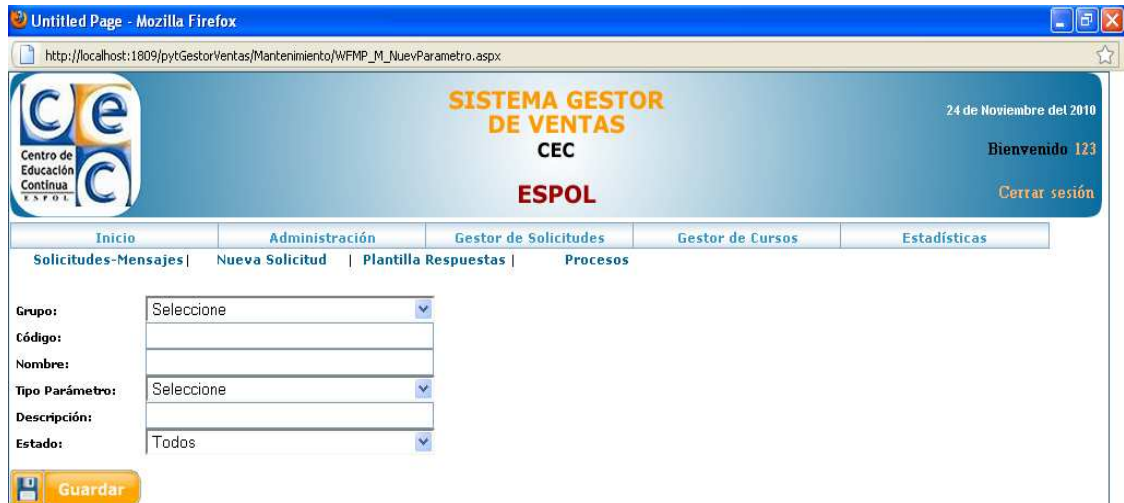 Untitled Page - Mozilla Firefox
http://localhost:1809/pytGestorVentas/Mantenimiento/WFMP_M_NuevParametro.aspx
cec
Centro de
Educación
Continua
ESPOL
SISTEMA GESTOR
DE VENTAS
CEC
ESPOL
24 de Noviembre del 2010
Bienvenido 123
Cerrar sesión
Inicio Administración Gestor de Solicitudes Gestor de Cursos Estadísticas
Solicitudes-Mensajes| Nueva Solicitud | Plantilla Respuestas | Procesos
Grupo: Seleccione
Código:
Nombre:
Tipo Parámetro: Seleccione
Descripción:
Estado: Todos
Guardar